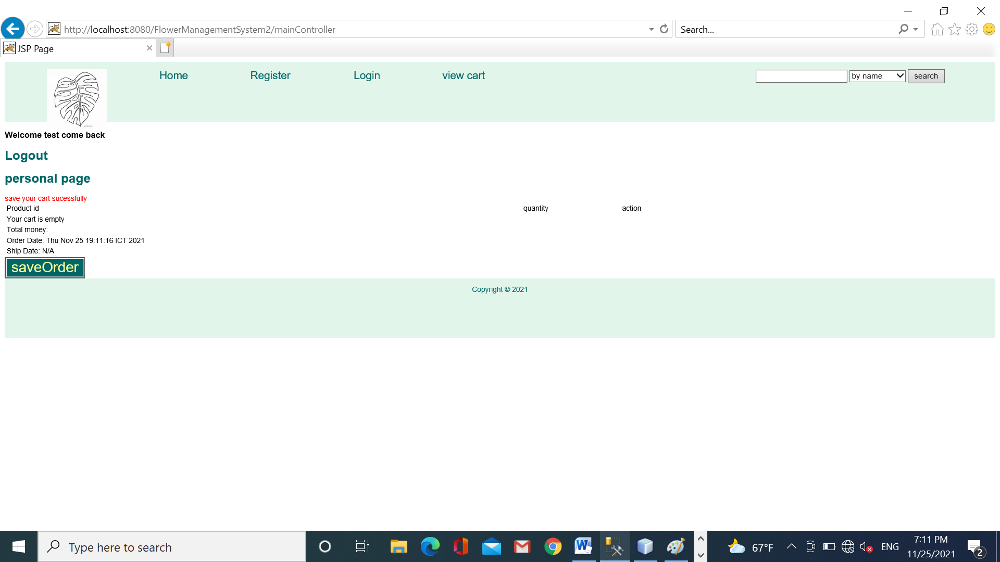 http://localhost:8080/FlowerManagementSystem2/mainController
Search...
JSP Page
Home Register Login view cart by name search
Welcome test come back
Logout
personal page
save your cart sucessfully
Product id quantity action
Your cart is empty
Total money:
Order Date: Thu Nov 25 19:11:16 ICT 2021
Ship Date: N/A
saveOrder
Copyright © 2021
Type here to search
67°F
ENG
7:11 PM
11/25/2021
2